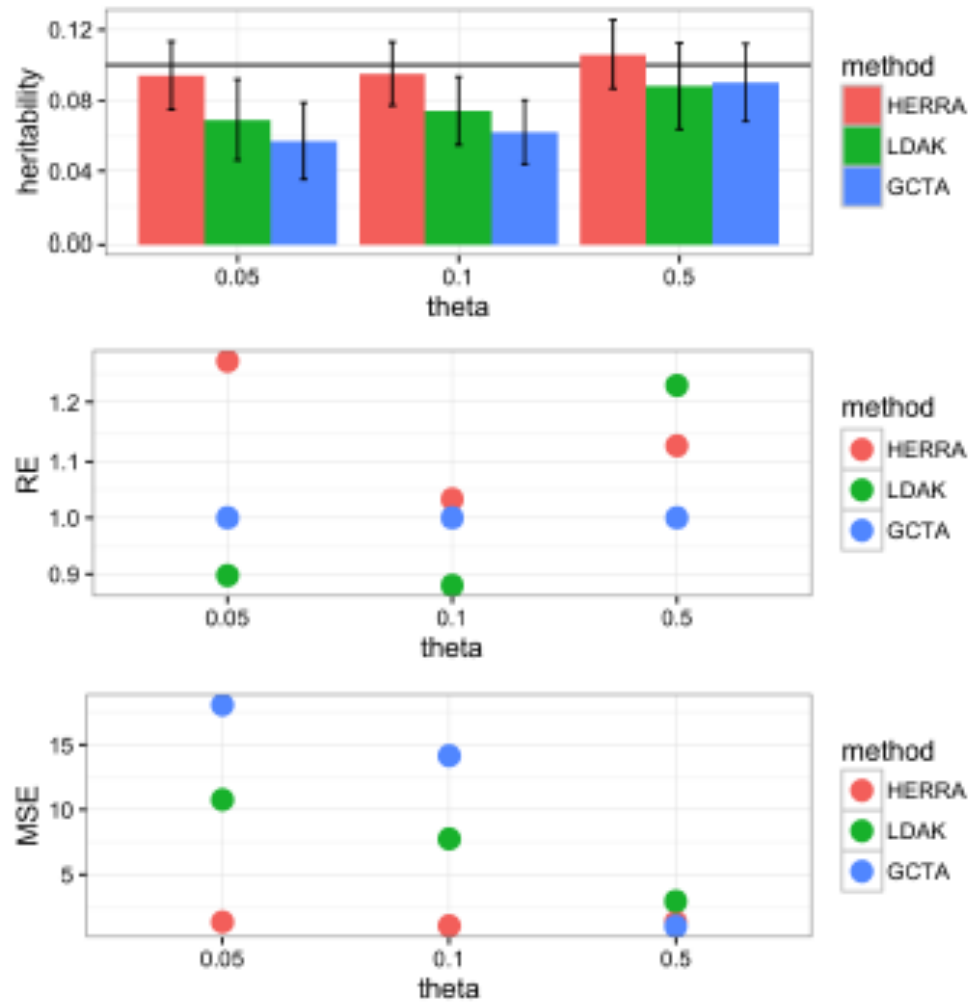 0.12
0.08
0.04
0.00
heritability
0.05 0.1 0.5
theta
method
HERRA
LDAK
GCTA
1.2
1.1
1.0
0.9
RE
0.05 0.1 0.5
theta
method
HERRA
LDAK
GCTA
15
10
5
MSE
0.05 0.1 0.5
theta
method
HERRA
LDAK
GCTA